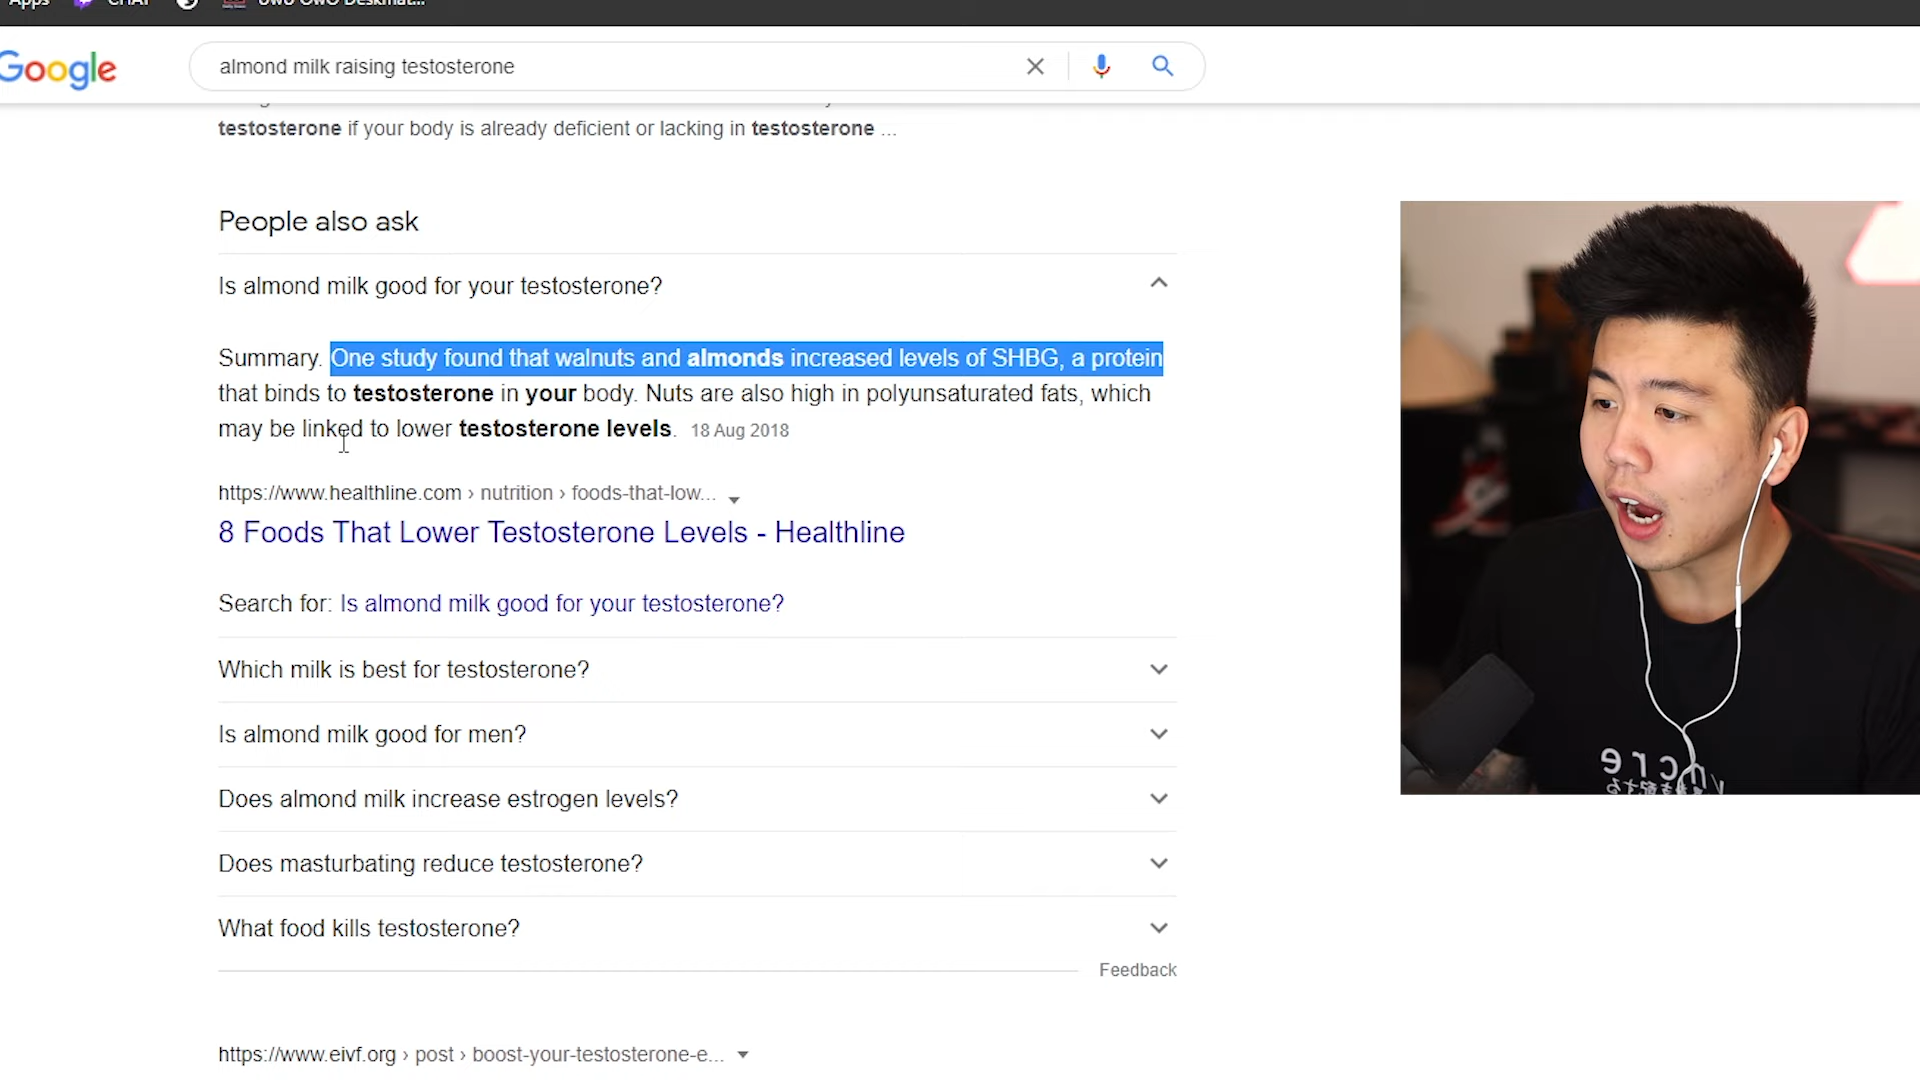 Apps
CHAT
UwU OwO Deskmat...
Google
almond milk raising testosterone
testosterone if your body is already deficient or lacking in testosterone ...
People also ask
Is almond milk good for your testosterone?
Summary. One study found that walnuts and almonds increased levels of SHBG, a protein
that binds to testosterone in your body. Nuts are also high in polyunsaturated fats, which
may be linked to lower testosterone levels. 18 Aug 2018
https://www.healthline.com › nutrition › foods-that-low...
8 Foods That Lower Testosterone Levels - Healthline
Search for: Is almond milk good for your testosterone?
Which milk is best for testosterone?
Is almond milk good for men?
Does almond milk increase estrogen levels?
Does masturbating reduce testosterone?
What food kills testosterone?
Feedback
https://www.eivf.org › post › boost-your-testosterone-e...